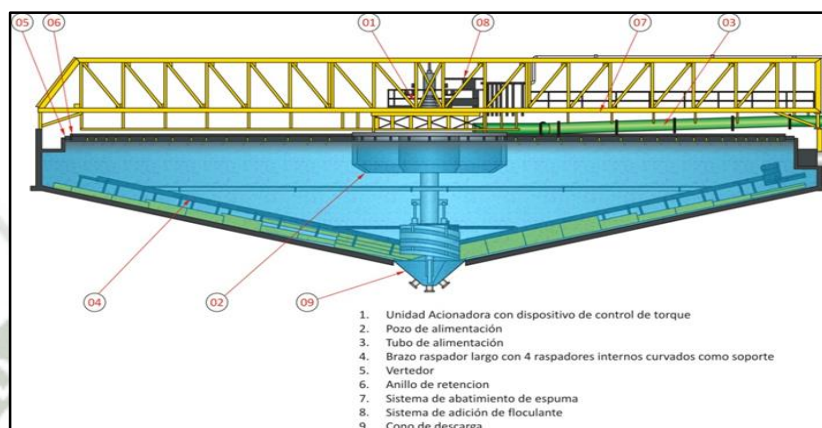 05 06 01 08 07 03
04 02 09
1. Unidad Acionadora con dispositivo de control de torque
2. Pozo de alimentación
3. Tubo de alimentación
4. Brazo raspador largo con 4 raspadores internos curvados como soporte
5. Vertedor
6. Anillo de retencion
7. Sistema de abatimiento de espuma
8. Sistema de adición de floculante
9. Cono de descarga